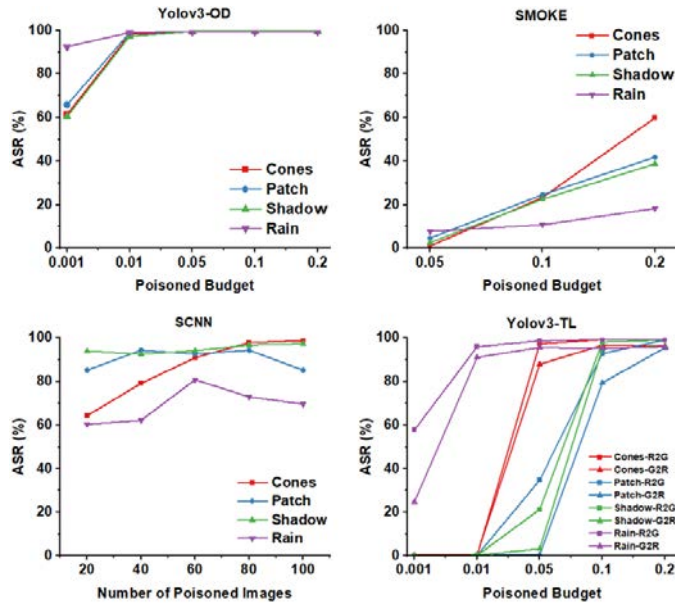 Yolov3-OD
100
80
60
40
20
0
ASR (%)
Cones
Patch
Shadow
Rain
0.001 0.01 0.05 0.1 0.2
Poisoned Budget
SMOKE
100
80
60
40
20
0
ASR (%)
Cones
Patch
Shadow
Rain
0.05 0.1 0.2
Poisoned Budget
SCNN
100
80
60
40
20
0
ASR (%)
Cones
Patch
Shadow
Rain
20 40 60 80 100
Number of Poisoned Images
Yolov3-TL
100
80
60
40
20
0
ASR (%)
Cones-R2G
Cones-G2R
Patch-R2G
Patch-G2R
Shadow-R2G
Shadow-G2R
Rain-R2G
Rain-G2R
0.001 0.01 0.05 0.1 0.2
Poisoned Budget